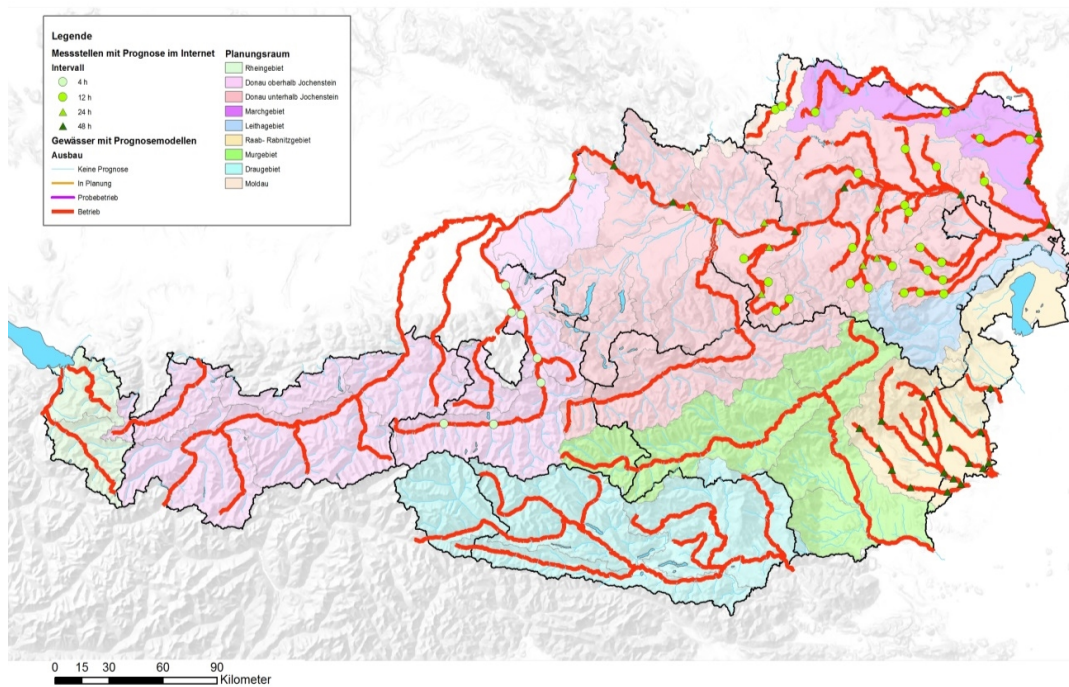 Legende
Messstellen mit Prognose im Internet
Intervall
4 h
12 h
24 h
48 h
Gewässer mit Prognosemodellen
Ausbau
Keine Prognose
In Planung
Probebetrieb
Betrieb
Planungsraum
Rheingebiet
Donau oberhalb Jochenstein
Donau unterhalb Jochenstein
Marchgebiet
Leithagebiet
Raab- Rabnitzgebiet
Murgebiet
Draugebiet
Moldau
0 15 30 60 90
Kilometer